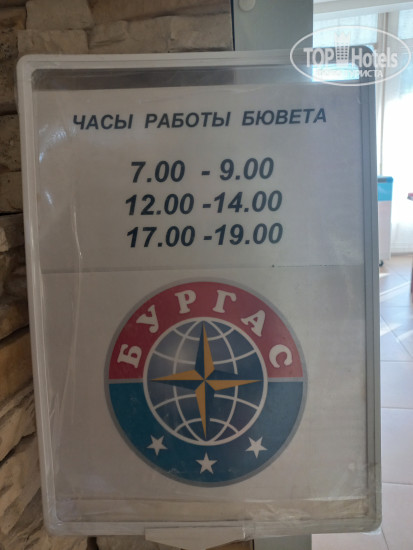 TOP Hotels
ЧАСЫ РАБОТЫ БЮВЕТА
7.00 - 9.00
12.00 -14.00
17.00 -19.00
БУРГАС